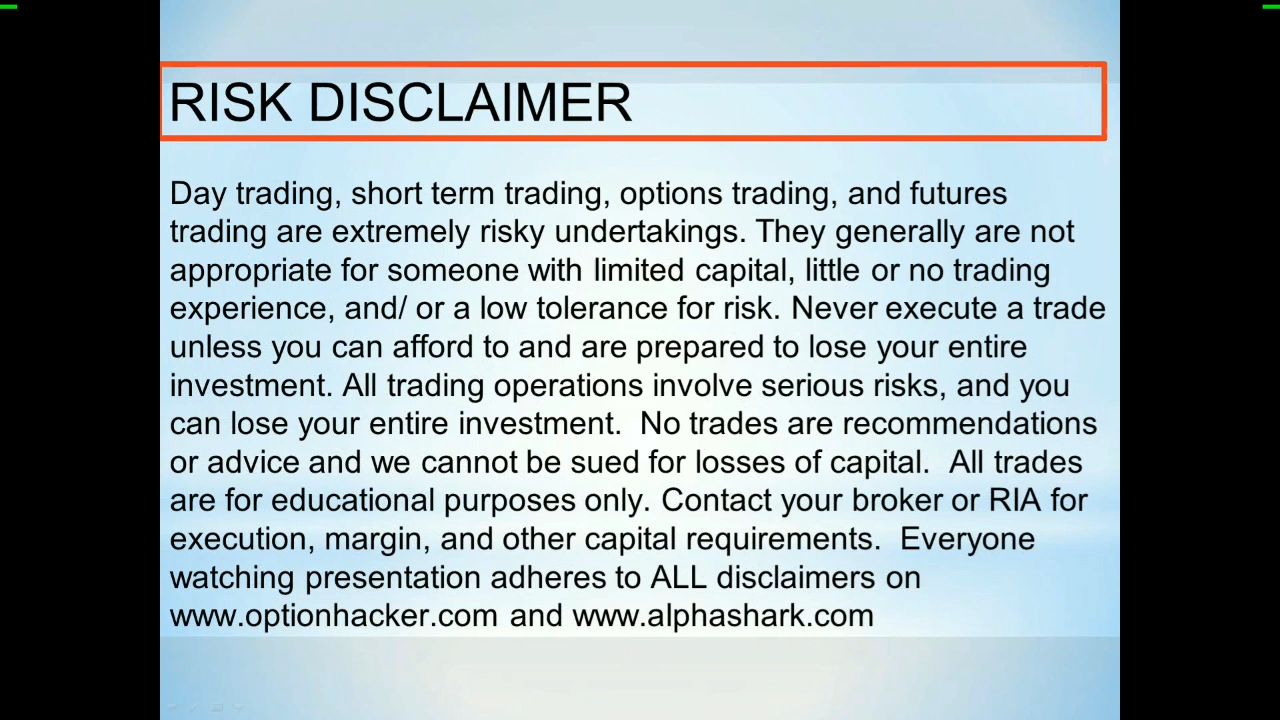 RISK DISCLAIMER
Day trading, short term trading, options trading, and futures
trading are extremely risky undertakings. They generally are not
appropriate for someone with limited capital, little or no trading
experience, and/ or a low tolerance for risk. Never execute a trade
unless you can afford to and are prepared to lose your entire
investment. All trading operations involve serious risks, and you
can lose your entire investment.  No trades are recommendations
or advice and we cannot be sued for losses of capital.  All trades
are for educational purposes only. Contact your broker or RIA for
execution, margin, and other capital requirements.  Everyone
watching presentation adheres to ALL disclaimers on
www.optionhacker.com and www.alphashark.com